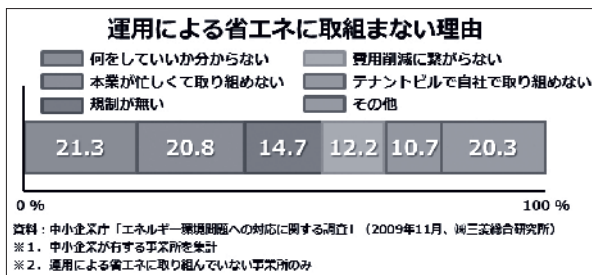 運用による省エネに取組まない理由
何をしていいか分からない 費用削減に繋がらない
本業が忙しくて取り組めない テナントビルで自社で取り組めない
規制が無い その他
21.3 20.8 14.7 12.2 10.7 20.3
0 % 100 %
資料:中小企業庁「エネルギー環境問題への対応に関する調査」(2009年11月、㈱三菱総合研究所)
※1.中小企業が有する事業所を集計
※2.運用による省エネに取り組んでいない事業所のみ